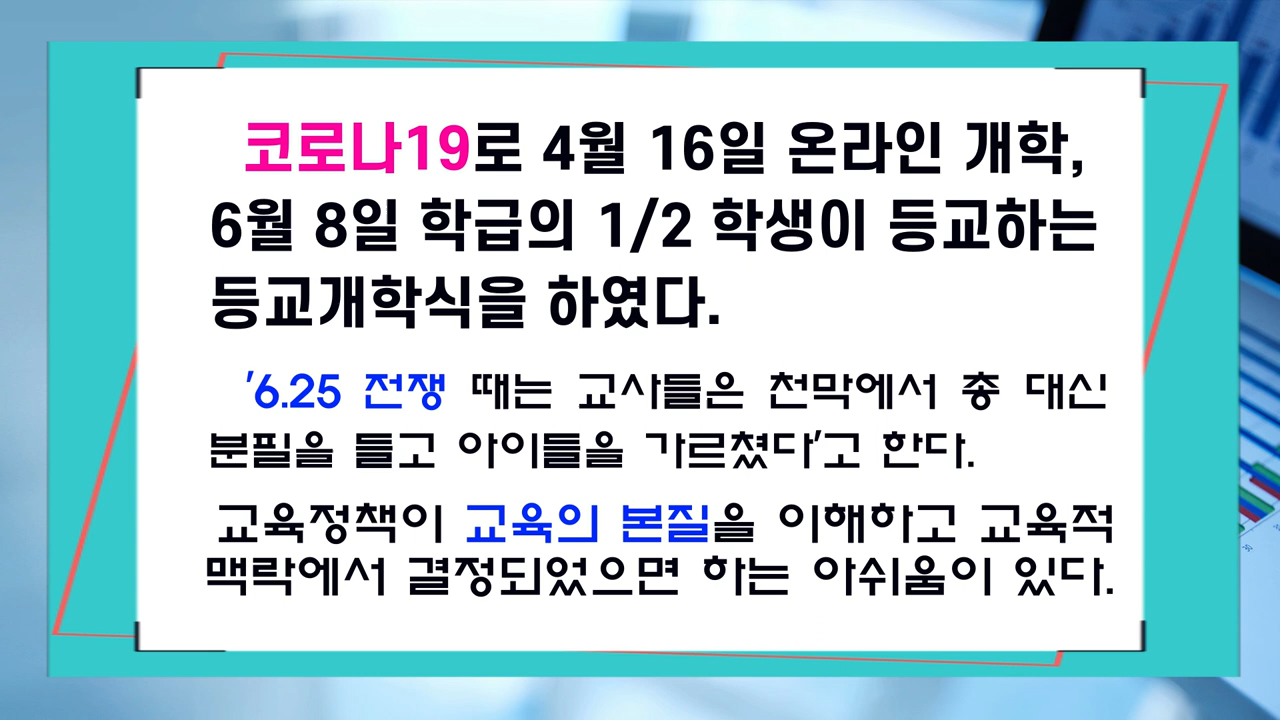 코로나19로 4월 16일 온라인 개학,
6월 8일 학급의 1/2 학생이 등교하는
등교개학식을 하였다.
'6.25 전쟁 때는 교사들은 천막에서 총 대신
분필을 들고 아이들을 가르쳤다'고 한다.
교육정책이 교육의 본질을 이해하고 교육적
맥락에서 결정되었으면 하는 아쉬움이 있다.